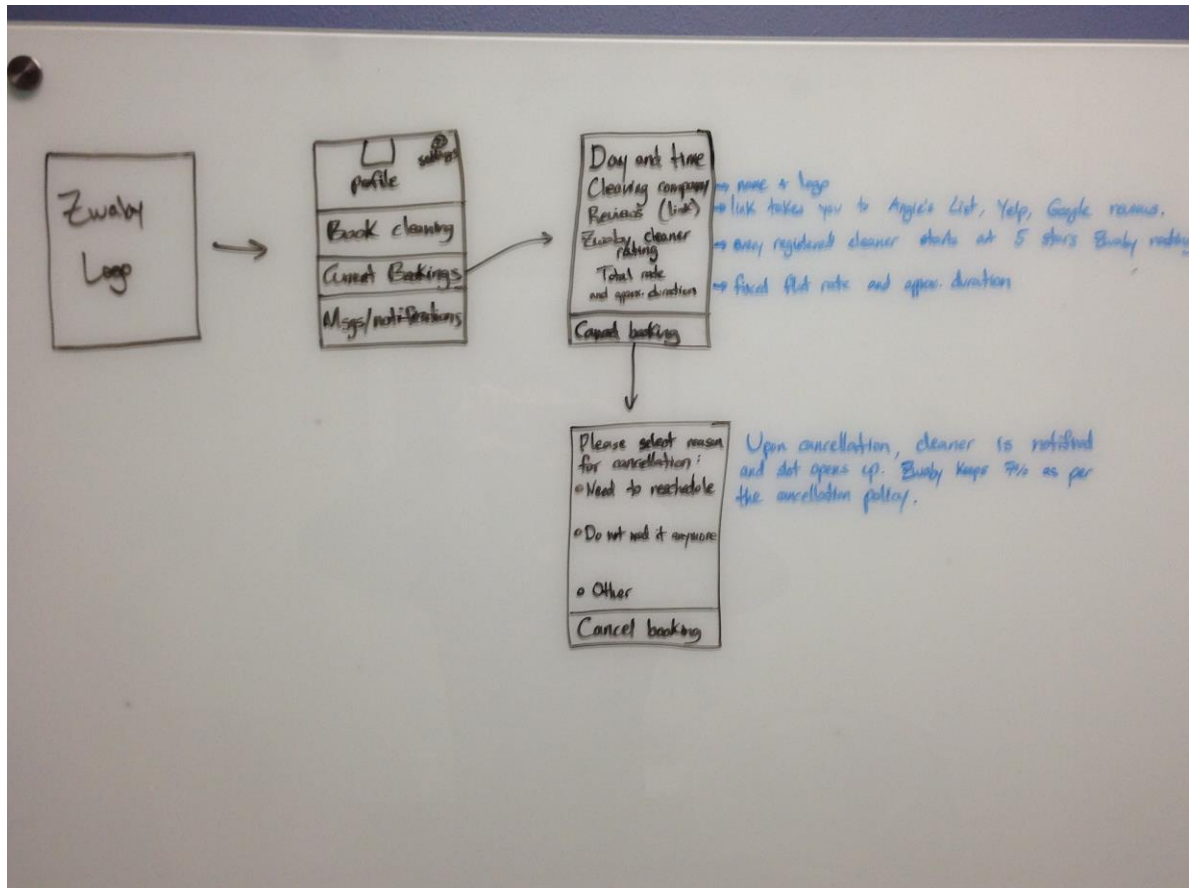 Zwaby
Logo
settings
profile
Book cleaning
Current Bookings
Msgs/notifications
Day and time
Cleaning company → name & logo
Reviews (link) → link takes you to Angie's List, Yelp, Google reviews.
Zwaby cleaner
rating → every registered cleaner starts at 5 stars Zwaby rating
Total rate
and approx. duration → fixed flat rate and approx. duration
Cancel booking
Please select reason
for cancellation:
Need to reschedule
Do not need it anymore
Other
Cancel booking
Upon cancellation, cleaner is notified
and slot opens up. Zwaby keeps as per
the cancellation policy.